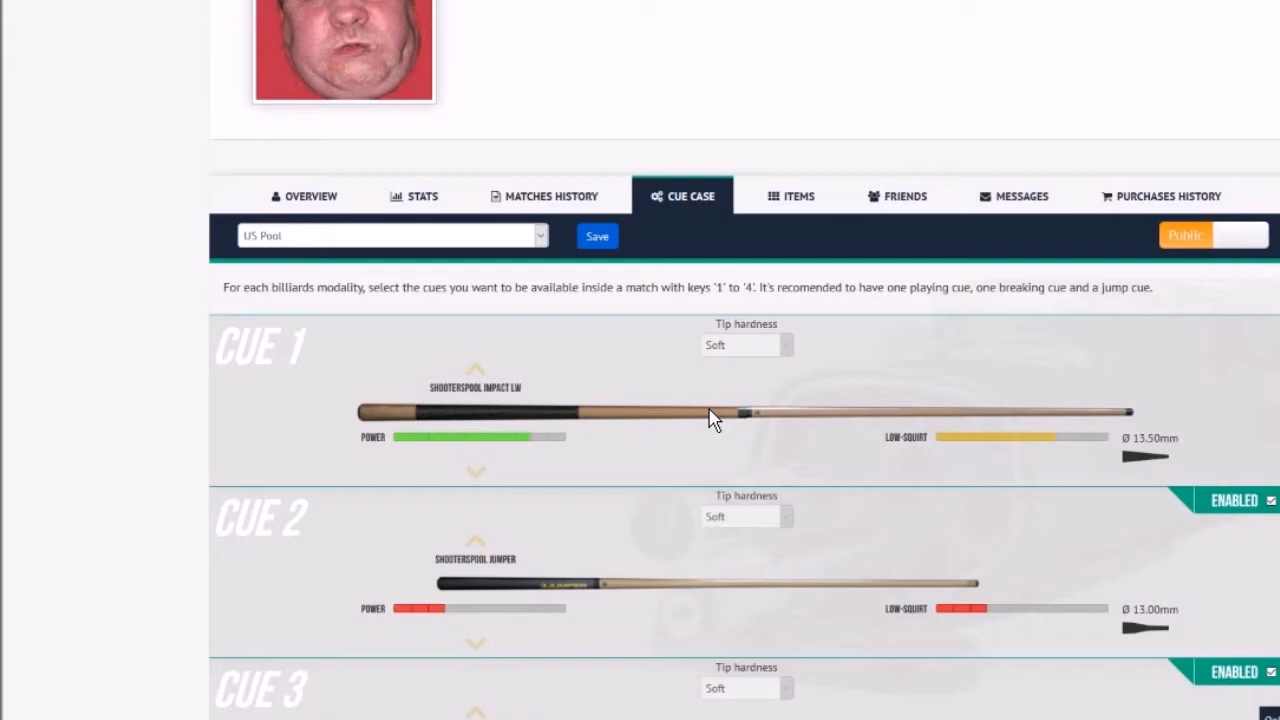 OVERVIEW STATS MATCHES HISTORY CUE CASE ITEMS FRIENDS MESSAGES PURCHASES HISTORY
US Pool Save Public
For each billiards modality, select the cues you want to be available inside a match with keys '1' to '4'. It's recomended to have one playing cue, one breaking cue and a jump cue.
CUE 1
Tip hardness
Soft
SHOOTERSPOOL IMPACT LW
POWER LOW-SQUIRT Ø 13.50mm
CUE 2
Tip hardness
ENABLED
Soft
SHOOTERSPOOL JUMPER
JUMPER
POWER LOW-SQUIRT Ø 13.00mm
CUE 3
Tip hardness
ENABLED
Soft